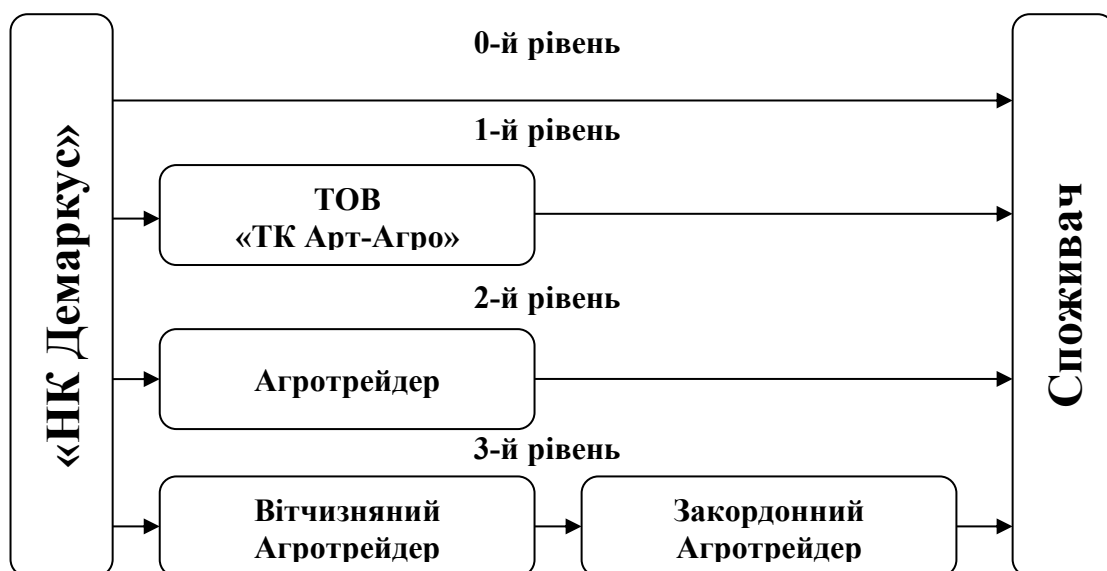 «НК Демаркус»
0-й рівень
1-й рівень
ТОВ
«ТК Арт-Агро»
2-й рівень
Агротрейдер
3-й рівень
Вітчизняний
Агротрейдер
Закордонний
Агротрейдер
Споживач